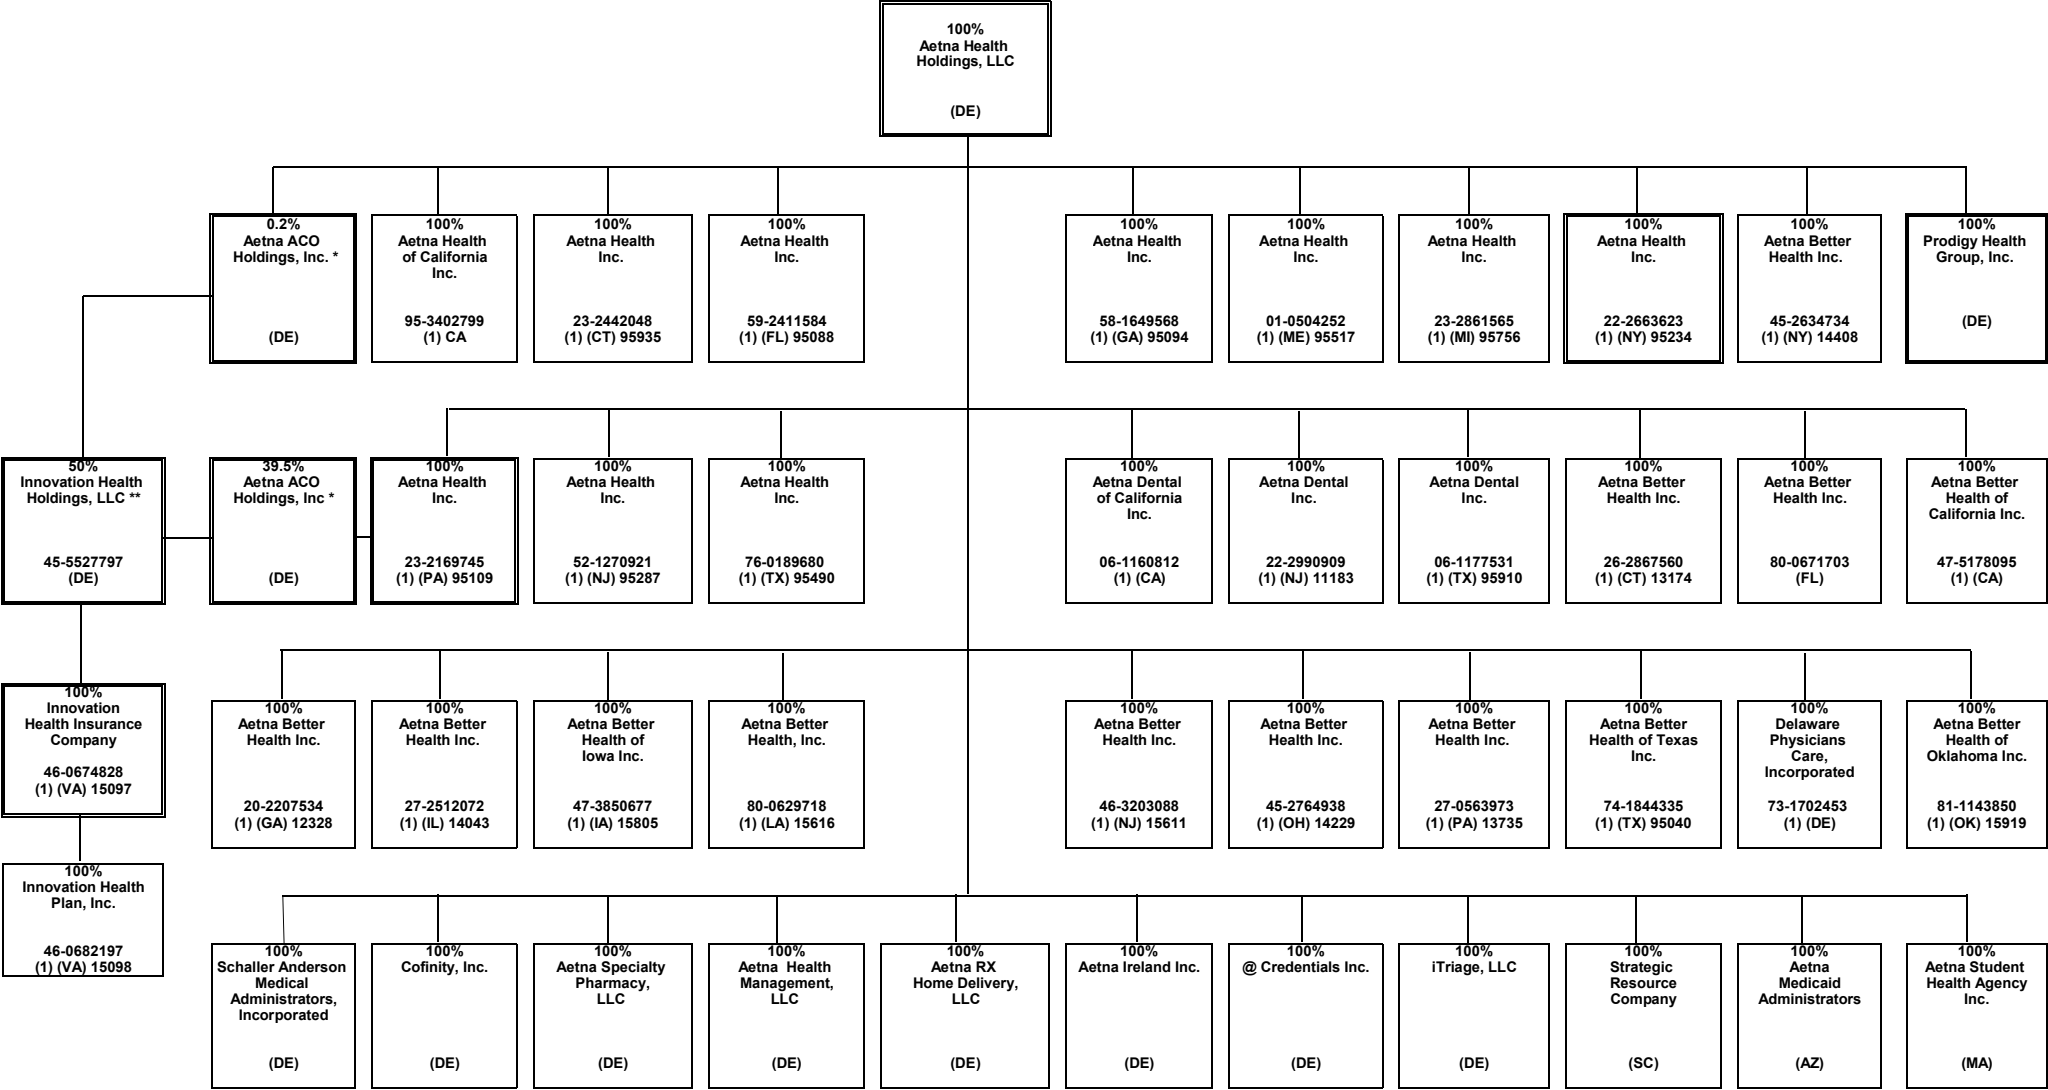 100%
Aetna Health
Holdings, LLC
(DE)
0.2%
Aetna ACO
Holdings, Inc. *
(DE)
100%
Aetna Health
of California
Inc.
95-3402799
(1) CA
100%
Aetna Health
Inc.
23-2442048
(1) (CT) 95935
100%
Aetna Health
Inc.
59-2411584
(1) (FL) 95088
100%
Aetna Health
Inc.
58-1649568
(1) (GA) 95094
100%
Aetna Health
Inc.
01-0504252
(1) (ME) 95517
100%
Aetna Health
Inc.
23-2861565
(1) (MI) 95756
100%
Aetna Health
Inc.
22-2663623
(1) (NY) 95234
100%
Aetna Better
Health Inc.
45-2634734
(1) (NY) 14408
100%
Prodigy Health
Group, Inc.
(DE)
50%
Innovation Health
Holdings, LLC **
45-5527797
(DE)
39.5%
Aetna ACO
Holdings, Inc *
(DE)
100%
Aetna Health
Inc.
23-2169745
(1) (PA) 95109
100%
Aetna Health
Inc.
52-1270921
(1) (NJ) 95287
100%
Aetna Health
Inc.
76-0189680
(1) (TX) 95490
100%
Aetna Dental
of California
Inc.
06-1160812
(1) (CA)
100%
Aetna Dental
Inc.
22-2990909
(1) (NJ) 11183
100%
Aetna Dental
Inc.
06-1177531
(1) (TX) 95910
100%
Aetna Better
Health Inc.
26-2867560
(1) (CT) 13174
100%
Aetna Better
Health Inc.
80-0671703
(FL)
100%
Aetna Better
Health of
California Inc.
47-5178095
(1) (CA)
100%
Innovation
Health Insurance
Company
46-0674828
(1) (VA) 15097
100%
Aetna Better
Health Inc.
20-2207534
(1) (GA) 12328
100%
Aetna Better
Health Inc.
27-2512072
(1) (IL) 14043
100%
Aetna Better
Health of
Iowa Inc.
47-3850677
(1) (IA) 15805
100%
Aetna Better
Health, Inc.
80-0629718
(1) (LA) 15616
100%
Aetna Better
Health Inc.
46-3203088
(1) (NJ) 15611
100%
Aetna Better
Health Inc.
45-2764938
(1) (OH) 14229
100%
Aetna Better
Health Inc.
27-0563973
(1) (PA) 13735
100%
Aetna Better
Health of Texas
Inc.
74-1844335
(1) (TX) 95040
100%
Delaware
Physicians
Care,
Incorporated
73-1702453
(1) (DE)
100%
Aetna Better
Health of
Oklahoma Inc.
81-1143850
(1) (OK) 15919
100%
Innovation Health
Plan, Inc.
46-0682197
(1) (VA) 15098
100%
Schaller Anderson
Medical
Administrators,
Incorporated
(DE)
100%
Cofinity, Inc.
(DE)
100%
Aetna Specialty
Pharmacy,
LLC
(DE)
100%
Aetna  Health
Management,
LLC
(DE)
100%
Aetna RX
Home Delivery,
LLC
(DE)
100%
Aetna Ireland Inc.
(DE)
100%
@ Credentials Inc.
(DE)
100%
iTriage, LLC
(DE)
100%
Strategic
Resource
Company
(SC)
100%
Aetna
Medicaid
Administrators
(AZ)
100%
Aetna Student
Health Agency
Inc.
(MA)